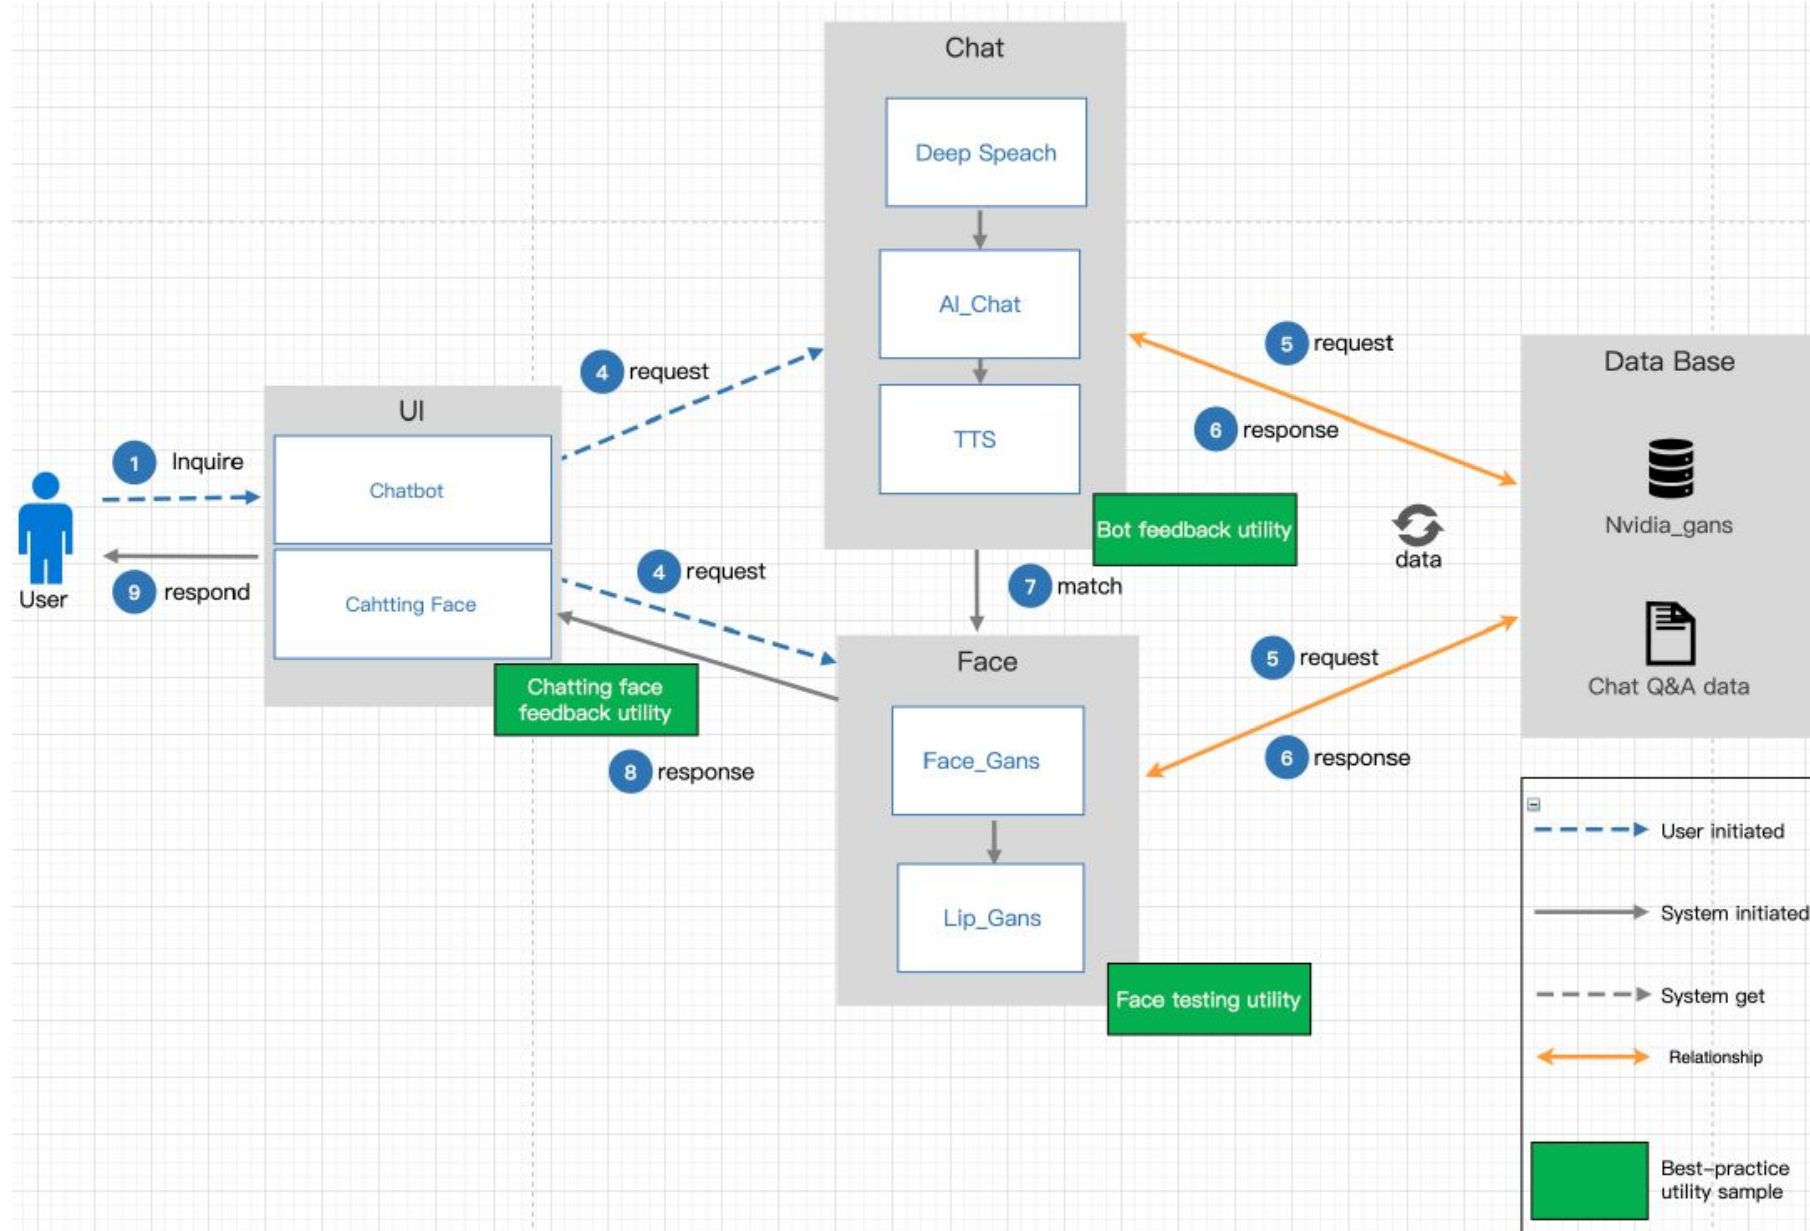 Chat
Deep Speach
AI_Chat
TTS
Bot feedback utility
4 request
5 request
6 response
Data Base
Nvidia_gans
Chat Q&A data
data
UI
Chatbot
Cahtting Face
1 Inquire
9 respond
User
4 request
Chatting face
feedback utility
8 response
7 match
Face
Face_Gans
Lip_Gans
Face testing utility
5 request
6 response
User initiated
System initiated
System get
Relationship
Best-practice
utility sample